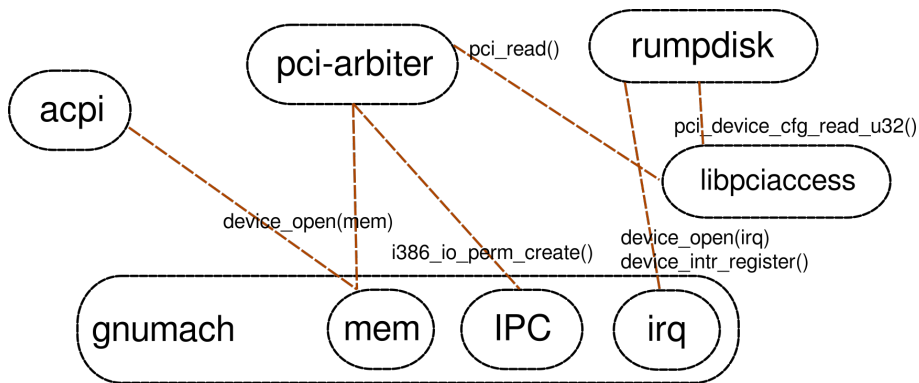 rumpdisk
pci_read()
pci-arbiter
acpi
pci_device_cfg_read_u32()
libpciaccess
device_open(mem)
device_open(irq)
i386_io_perm_create()
device_intr_register()
gnumach
mem
IPC
irq